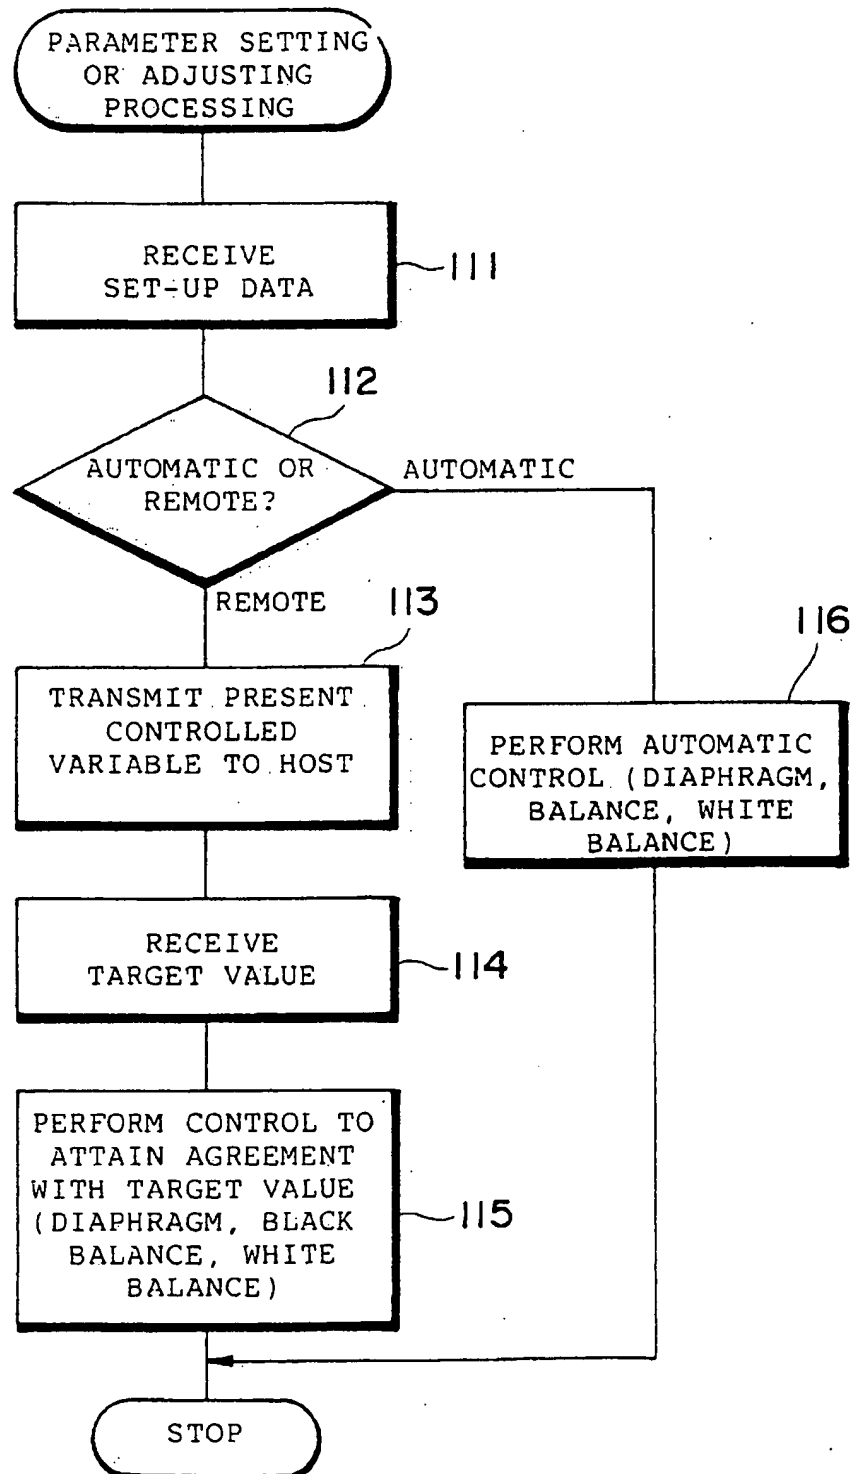 PARAMETER SETTING
OR ADJUSTING
PROCESSING
RECEIVE
SET-UP DATA
111
112
AUTOMATIC OR
REMOTE?
AUTOMATIC
REMOTE
113
TRANSMIT PRESENT
CONTROLLED
VARIABLE TO HOST
116
PERFORM AUTOMATIC
CONTROL (DIAPHRAGM,
BALANCE, WHITE
BALANCE)
RECEIVE
TARGET VALUE
114
PERFORM CONTROL TO
ATTAIN AGREEMENT
WITH TARGET VALUE
(DIAPHRAGM, BLACK
BALANCE, WHITE
BALANCE)
115
STOP